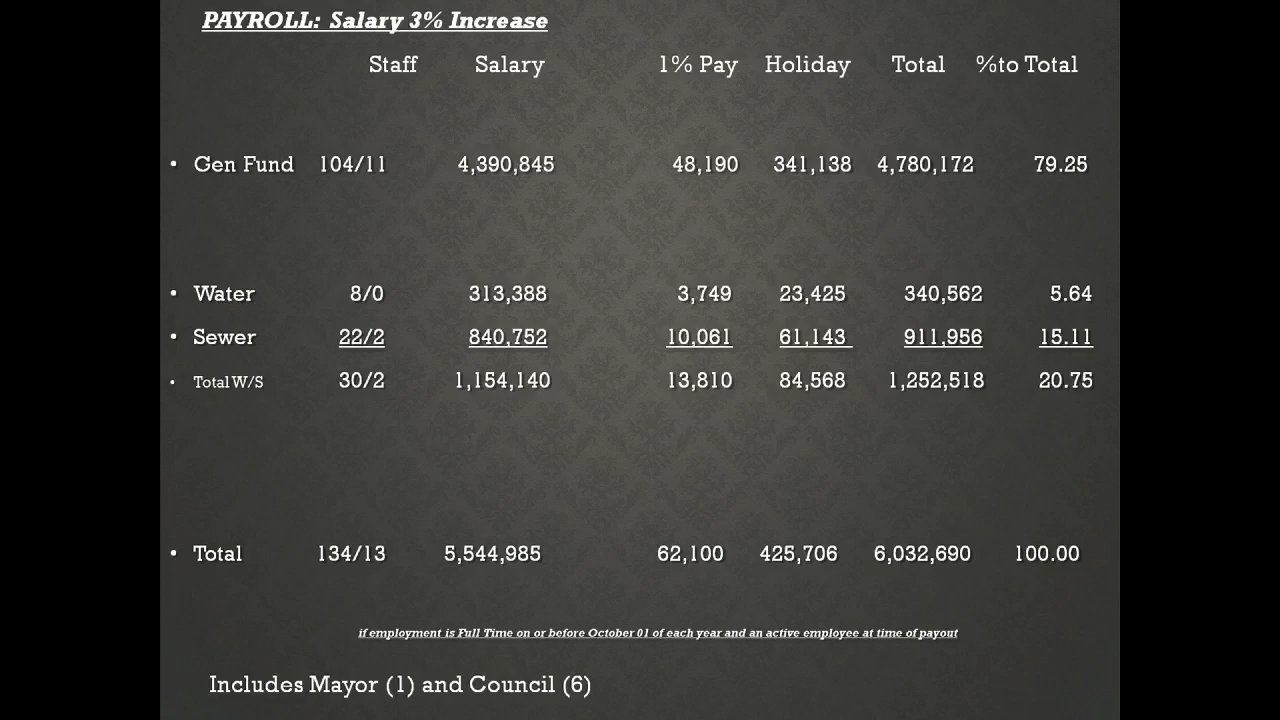 PAYROLL: Salary 3% Increase
Staff Salary 1% Pay Holiday Total %to Total
• Gen Fund 104/11 4,390,845 48,190 341,138 4,780,172 79.25
• Water 8/0 313,388 3,749 23,425 340,562 5.64
• Sewer 22/2 840,752 10,061 61,143 911,956 15.11
• Total W/S 30/2 1,154,140 13,810 84,568 1,252,518 20.75
• Total 134/13 5,544,985 62,100 425,706 6,032,690 100.00
if employment is Full Time on or before October 01 of each year and an active employee at time of payout
Includes Mayor (1) and Council (6)